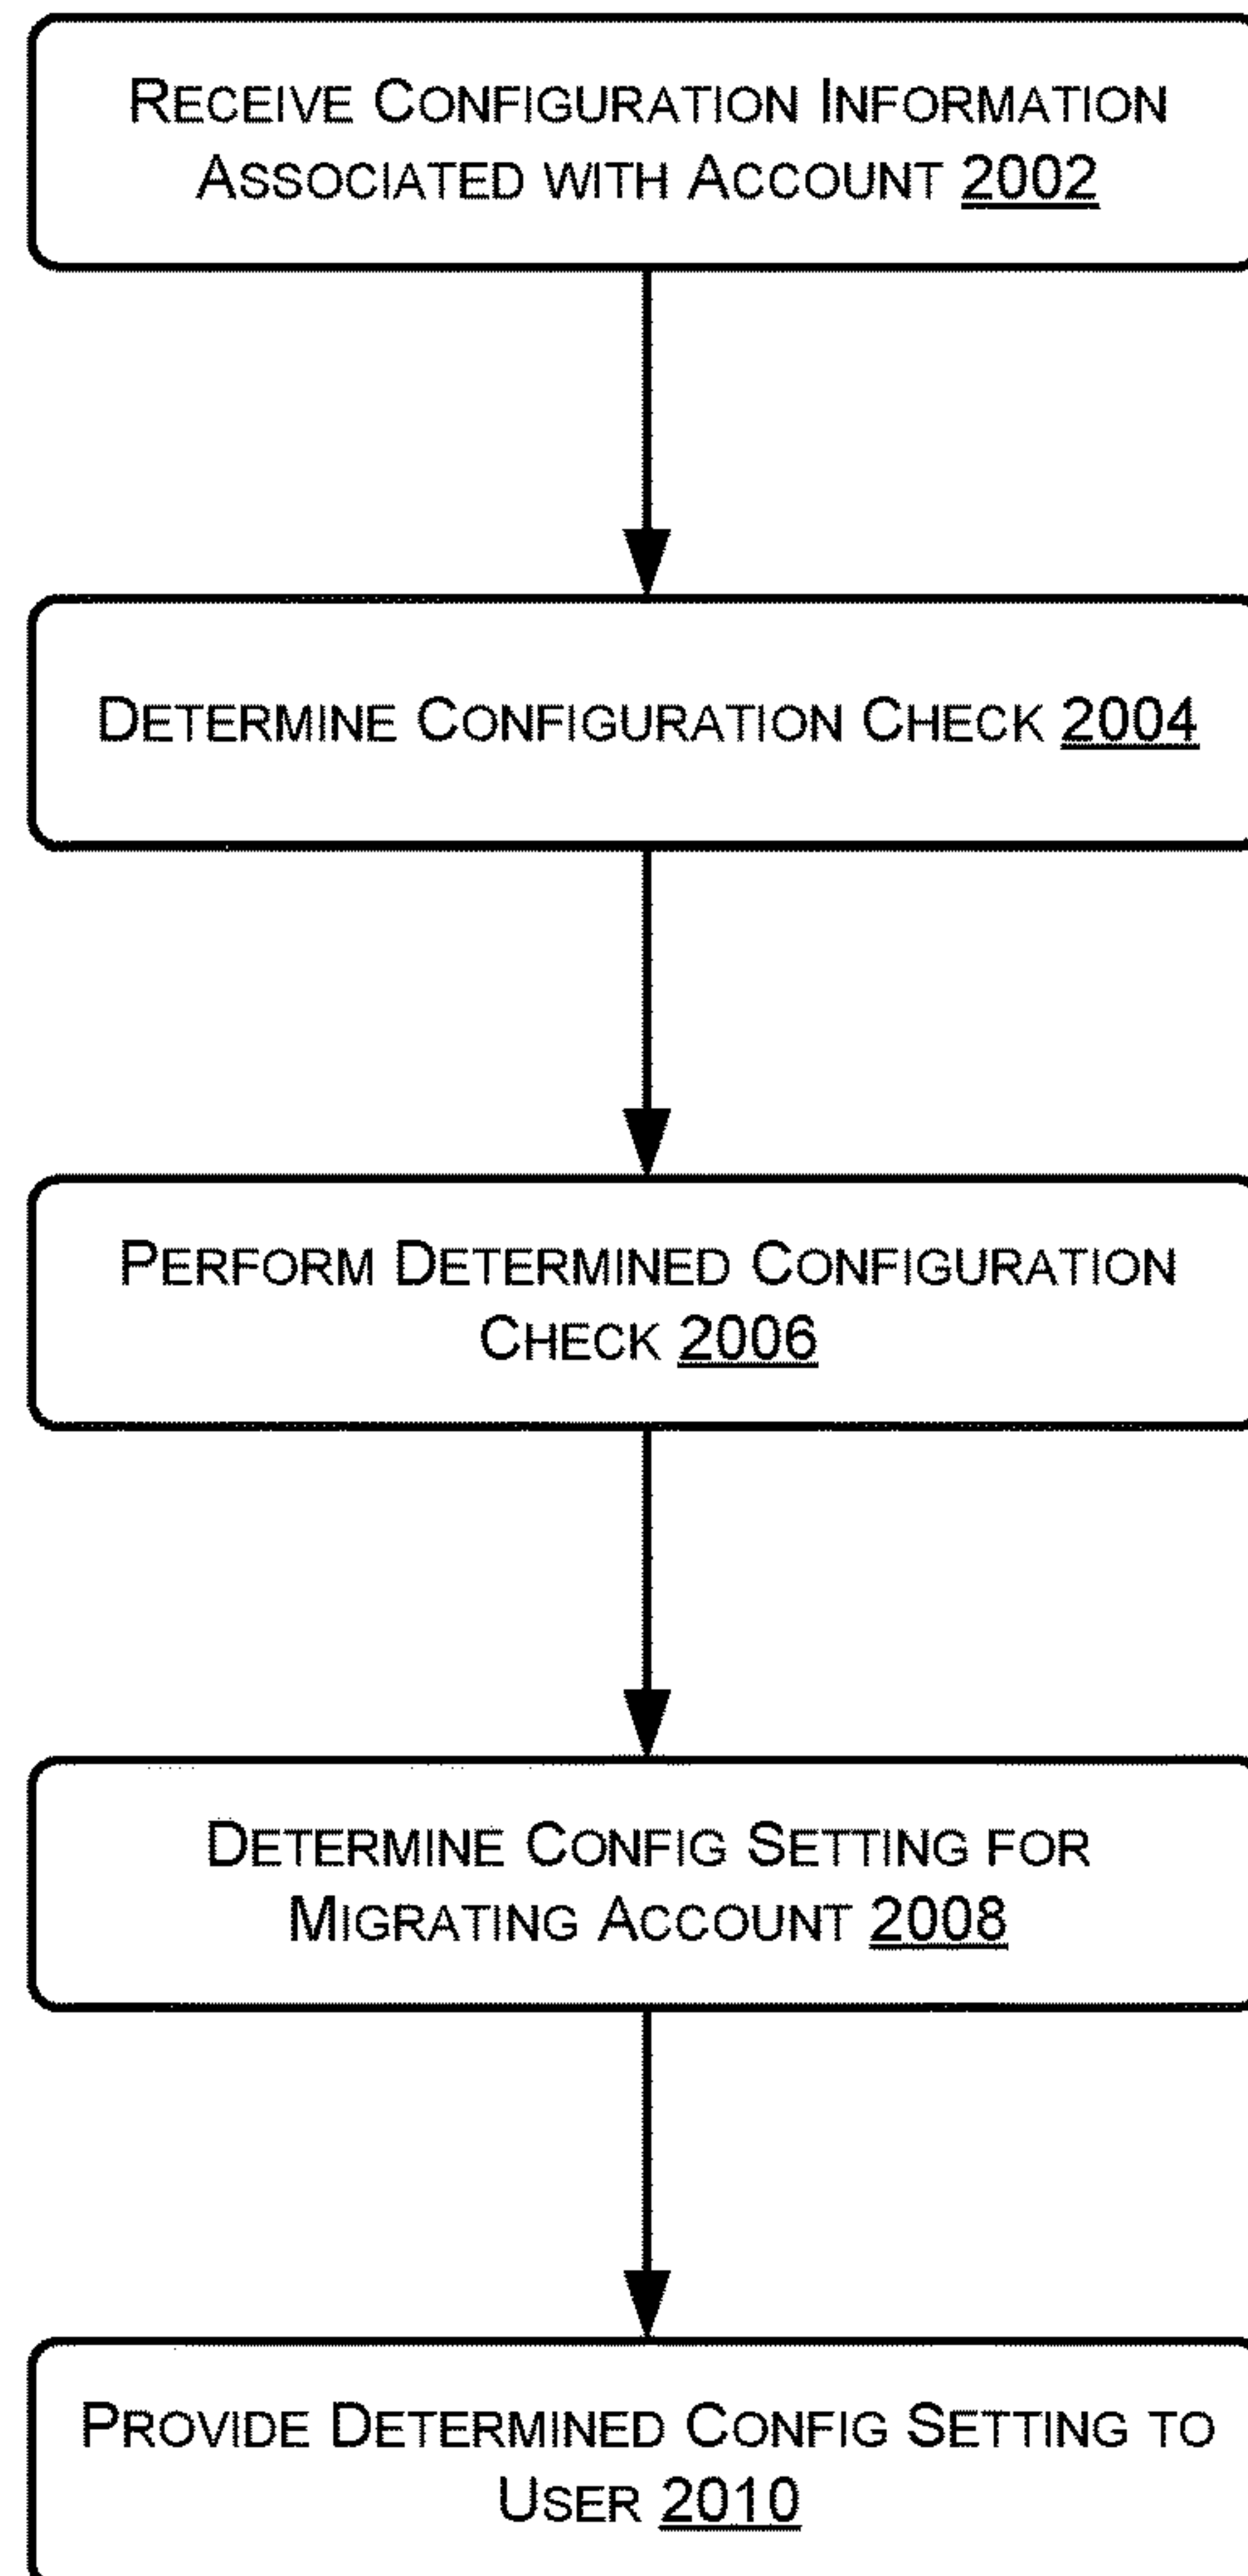 RECEIVE CONFIGURATION INFORMATION
ASSOCIATED WITH ACCOUNT 2002
DETERMINE CONFIGURATION CHECK 2004
PERFORM DETERMINED CONFIGURATION
CHECK 2006
DETERMINE CONFIG SETTING FOR
MIGRATING ACCOUNT 2008
PROVIDE DETERMINED CONFIG SETTING TO
USER 2010